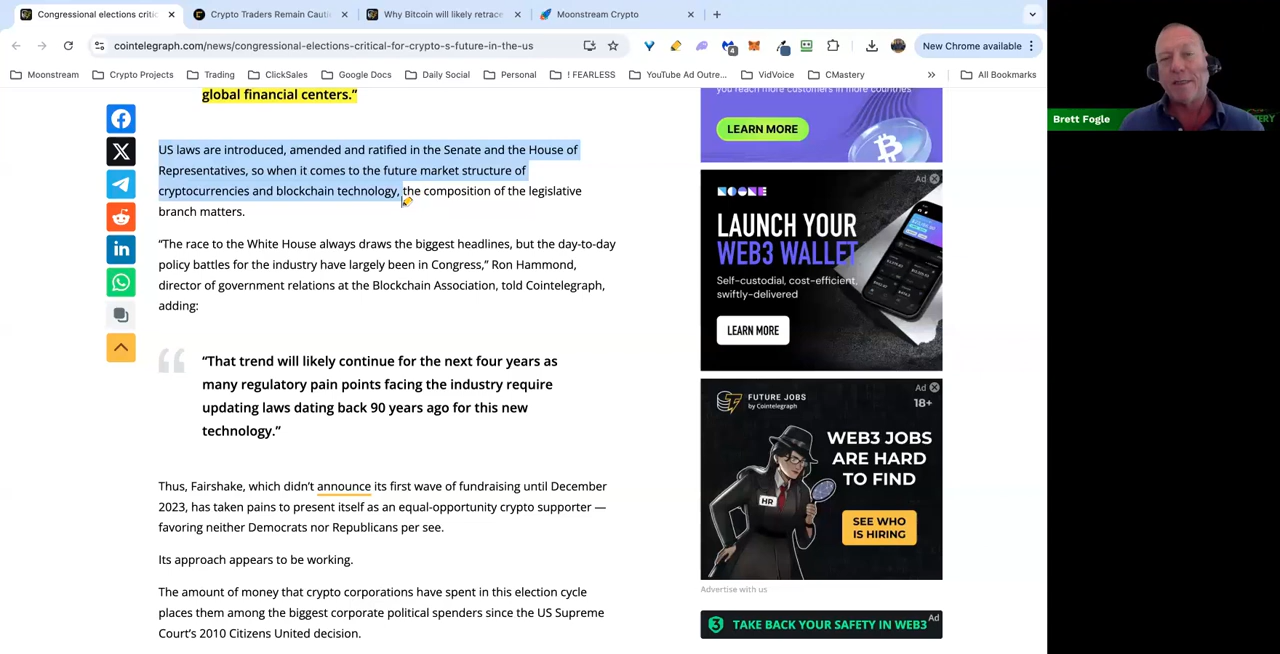 Congressional elections critic
Crypto Traders Remain Cauti
Why Bitcoin will likely retrace
Moonstream Crypto
cointelegraph.com/news/congressional-elections-critical-for-crypto-s-future-in-the-us
4
New Chrome available
Moonstream
Crypto Projects
Trading
ClickSales
Google Docs
Daily Social
Personal
! FEARLESS
YouTube Ad Outre...
VidVoice
CMastery
»
All Bookmarks
global financial centers.”
US laws are introduced, amended and ratified in the Senate and the House of
Representatives, so when it comes to the future market structure of
cryptocurrencies and blockchain technology, the composition of the legislative
branch matters.
“The race to the White House always draws the biggest headlines, but the day-to-day
policy battles for the industry have largely been in Congress,” Ron Hammond,
director of government relations at the Blockchain Association, told Cointelegraph,
adding:
“That trend will likely continue for the next four years as
many regulatory pain points facing the industry require
updating laws dating back 90 years ago for this new
technology.”
Thus, Fairshake, which didn’t announce its first wave of fundraising until December
2023, has taken pains to present itself as an equal-opportunity crypto supporter —
favoring neither Democrats nor Republicans per see.
Its approach appears to be working.
The amount of money that crypto corporations have spent in this election cycle
places them among the biggest corporate political spenders since the US Supreme
Court’s 2010 Citizens United decision.
you reach more customers in more countries
LEARN MORE
Ad
NOONE
LAUNCH YOUR
WEB3 WALLET
Self-custodial, cost-efficient,
swiftly-delivered
LEARN MORE
Ad
18+
FUTURE JOBS
by Cointelegraph
WEB3 JOBS
ARE HARD
TO FIND
HR
SEE WHO
IS HIRING
Advertise with us
Ad
TAKE BACK YOUR SAFETY IN WEB3
Brett Fogle